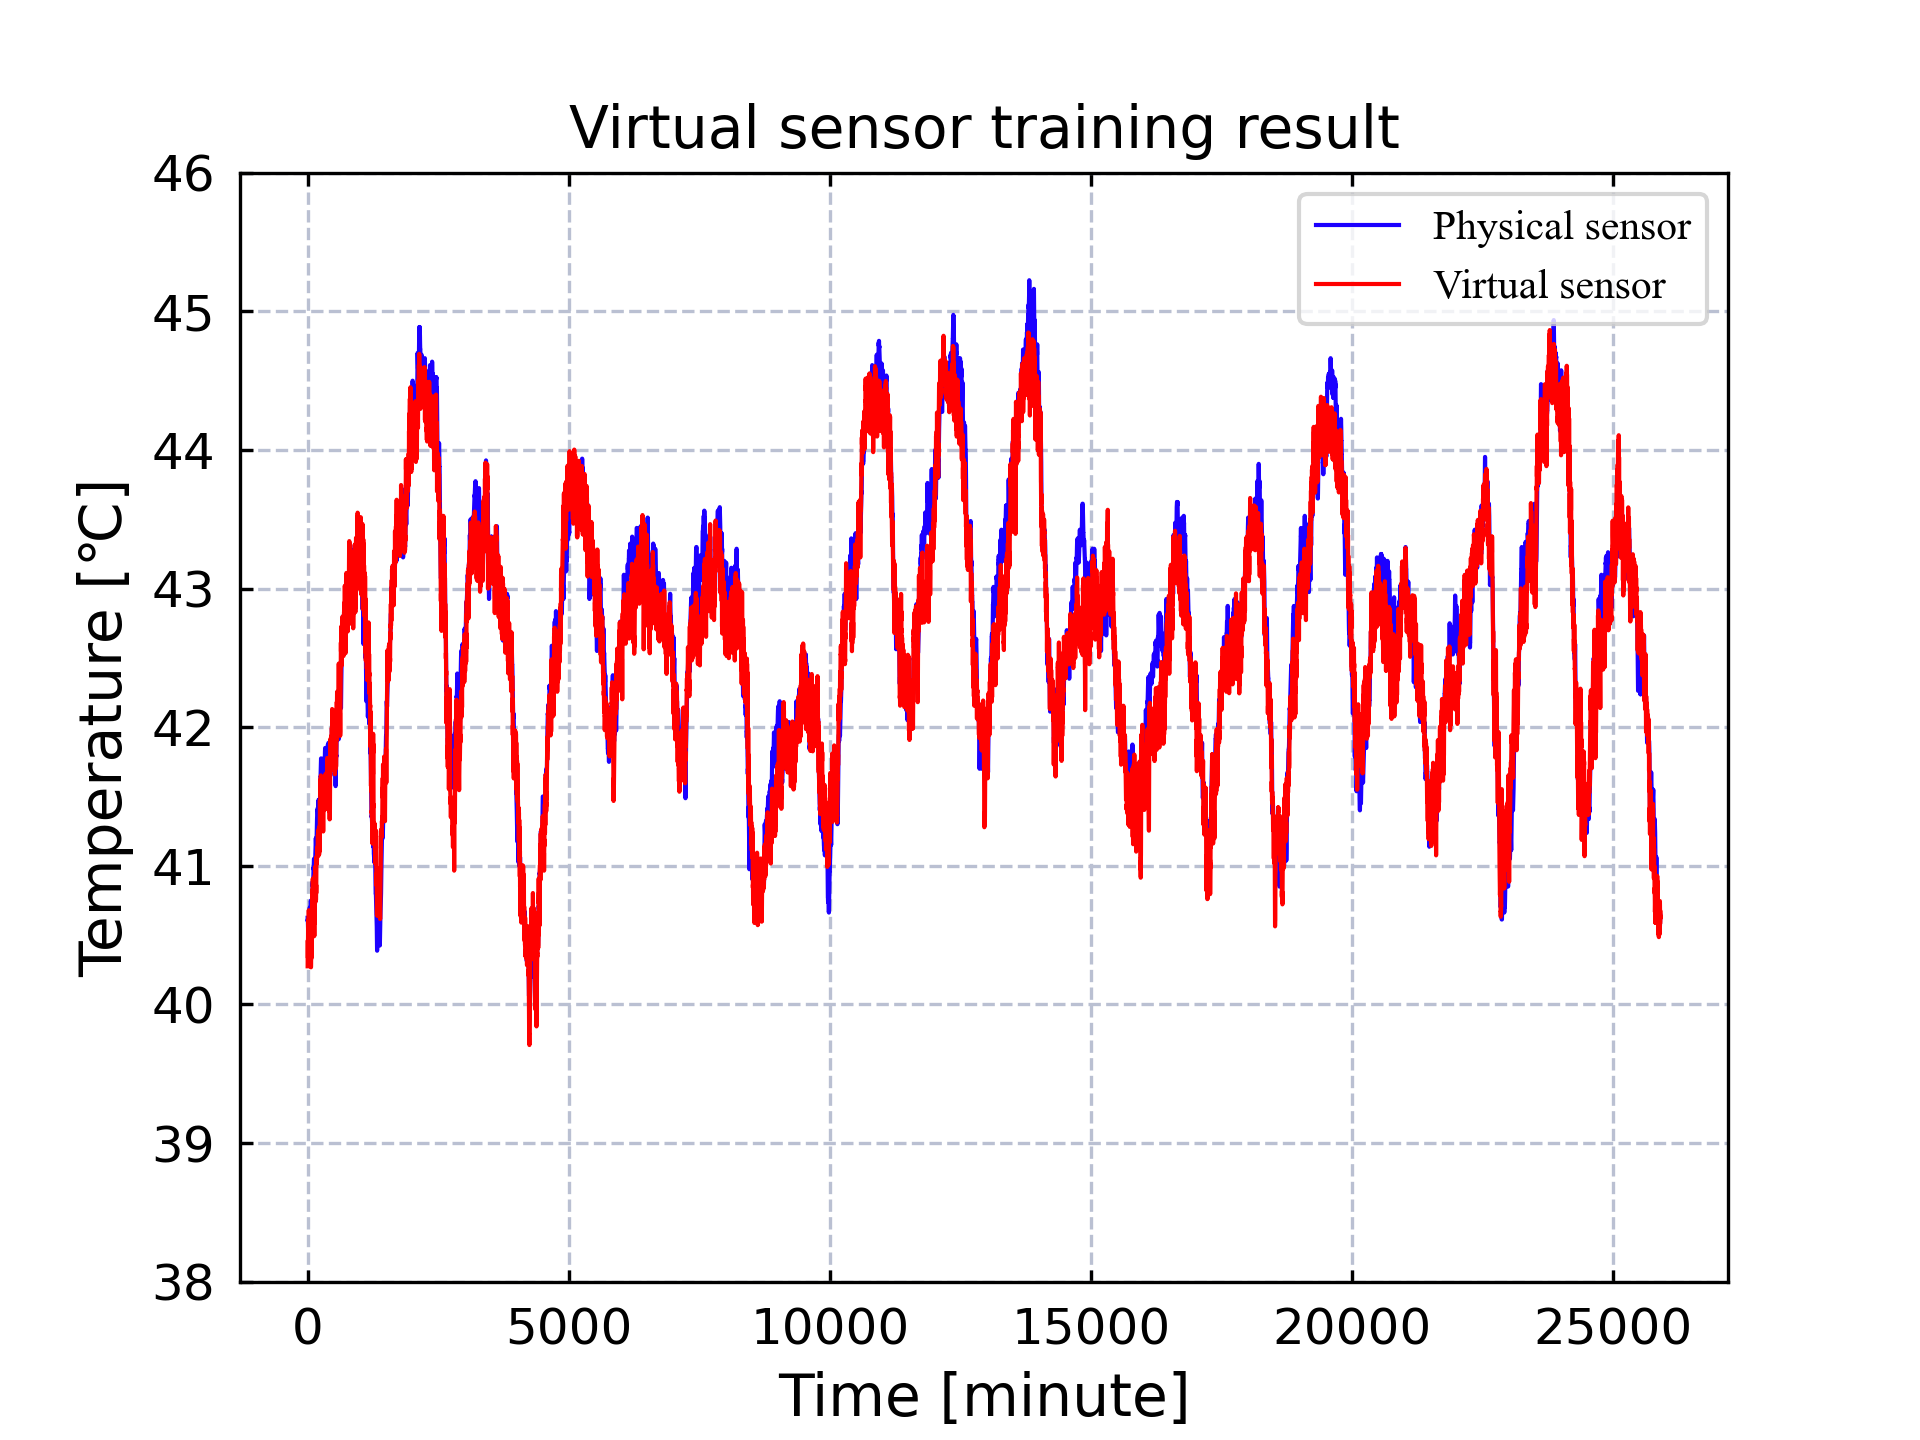 Virtual sensor training result
Physical sensor
Virtual sensor
46
45
44
43
42
41
40
39
38
Temperature [°C]
0 5000 10000 15000 20000 25000
Time [minute]